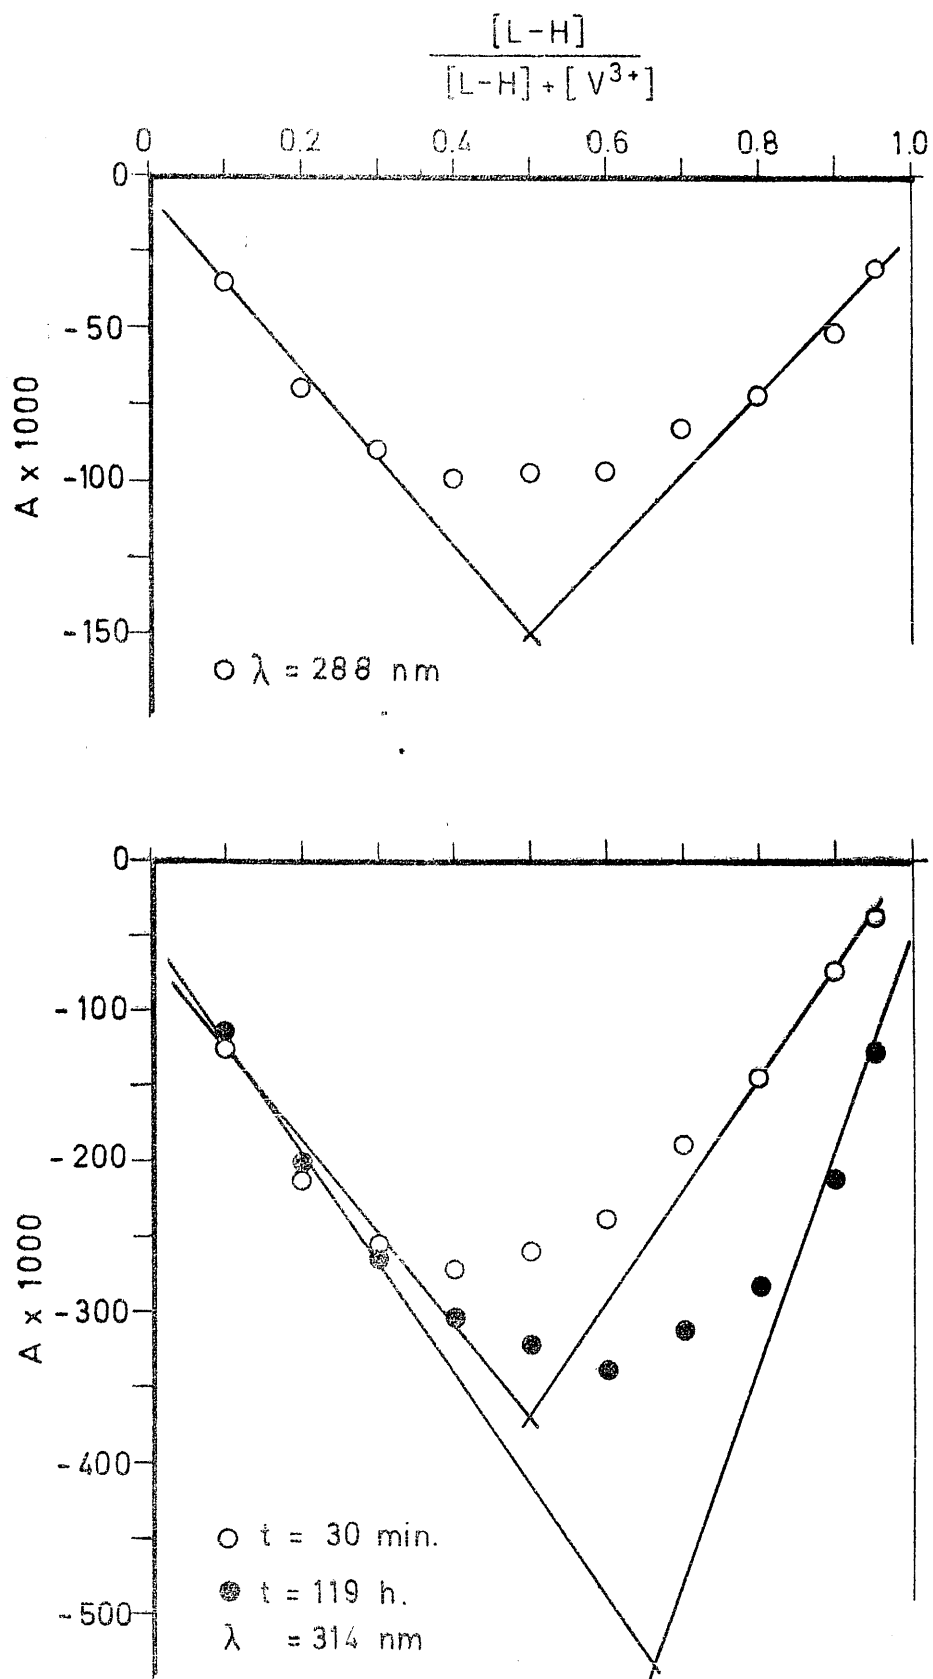 [L-H]
[L-H] + [V³⁺]
0 0.2 0.4 0.6 0.8 1.0
0
-50
-100
-150
A x 1000
○ λ = 288 nm
0
-100
-200
-300
-400
-500
A x 1000
○ t = 30 min.
● t = 119 h.
λ = 314 nm